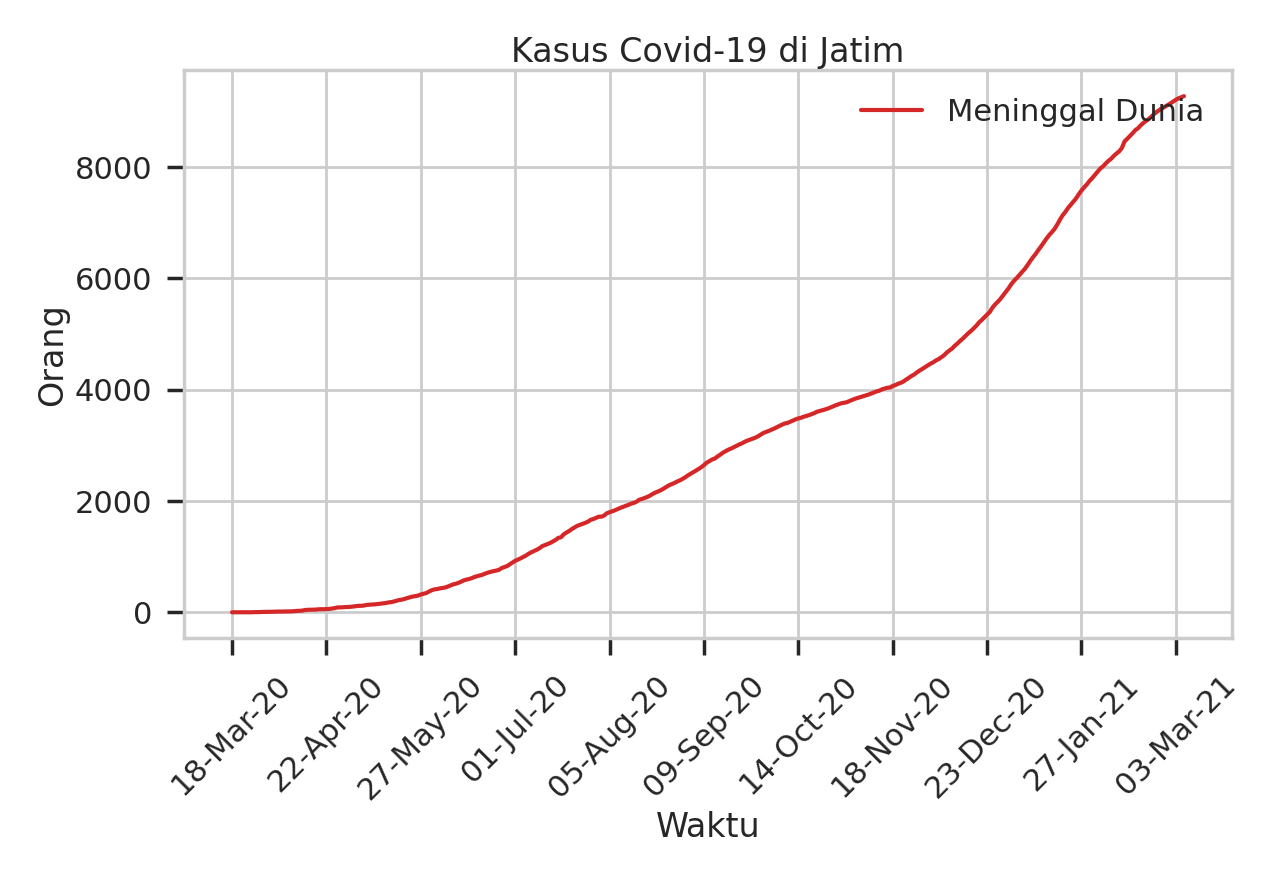 Kasus Covid-19 di Jatim
Meninggal Dunia
Orang
8000
6000
4000
2000
0
18-Mar-20
22-Apr-20
27-May-20
01-Jul-20
05-Aug-20
09-Sep-20
14-Oct-20
18-Nov-20
23-Dec-20
27-Jan-21
03-Mar-21
Waktu